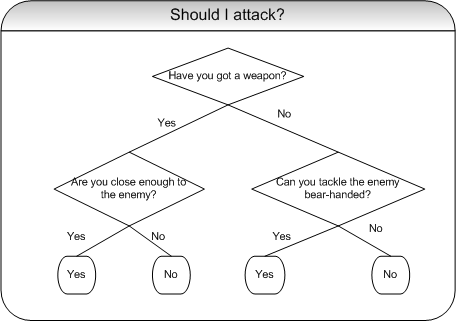 Should I attack?
Have you got a weapon?
Yes
No
Are you close enough to
the enemy?
Can you tackle the enemy
bear-handed?
Yes
No
Yes
No
Yes
No
Yes
No